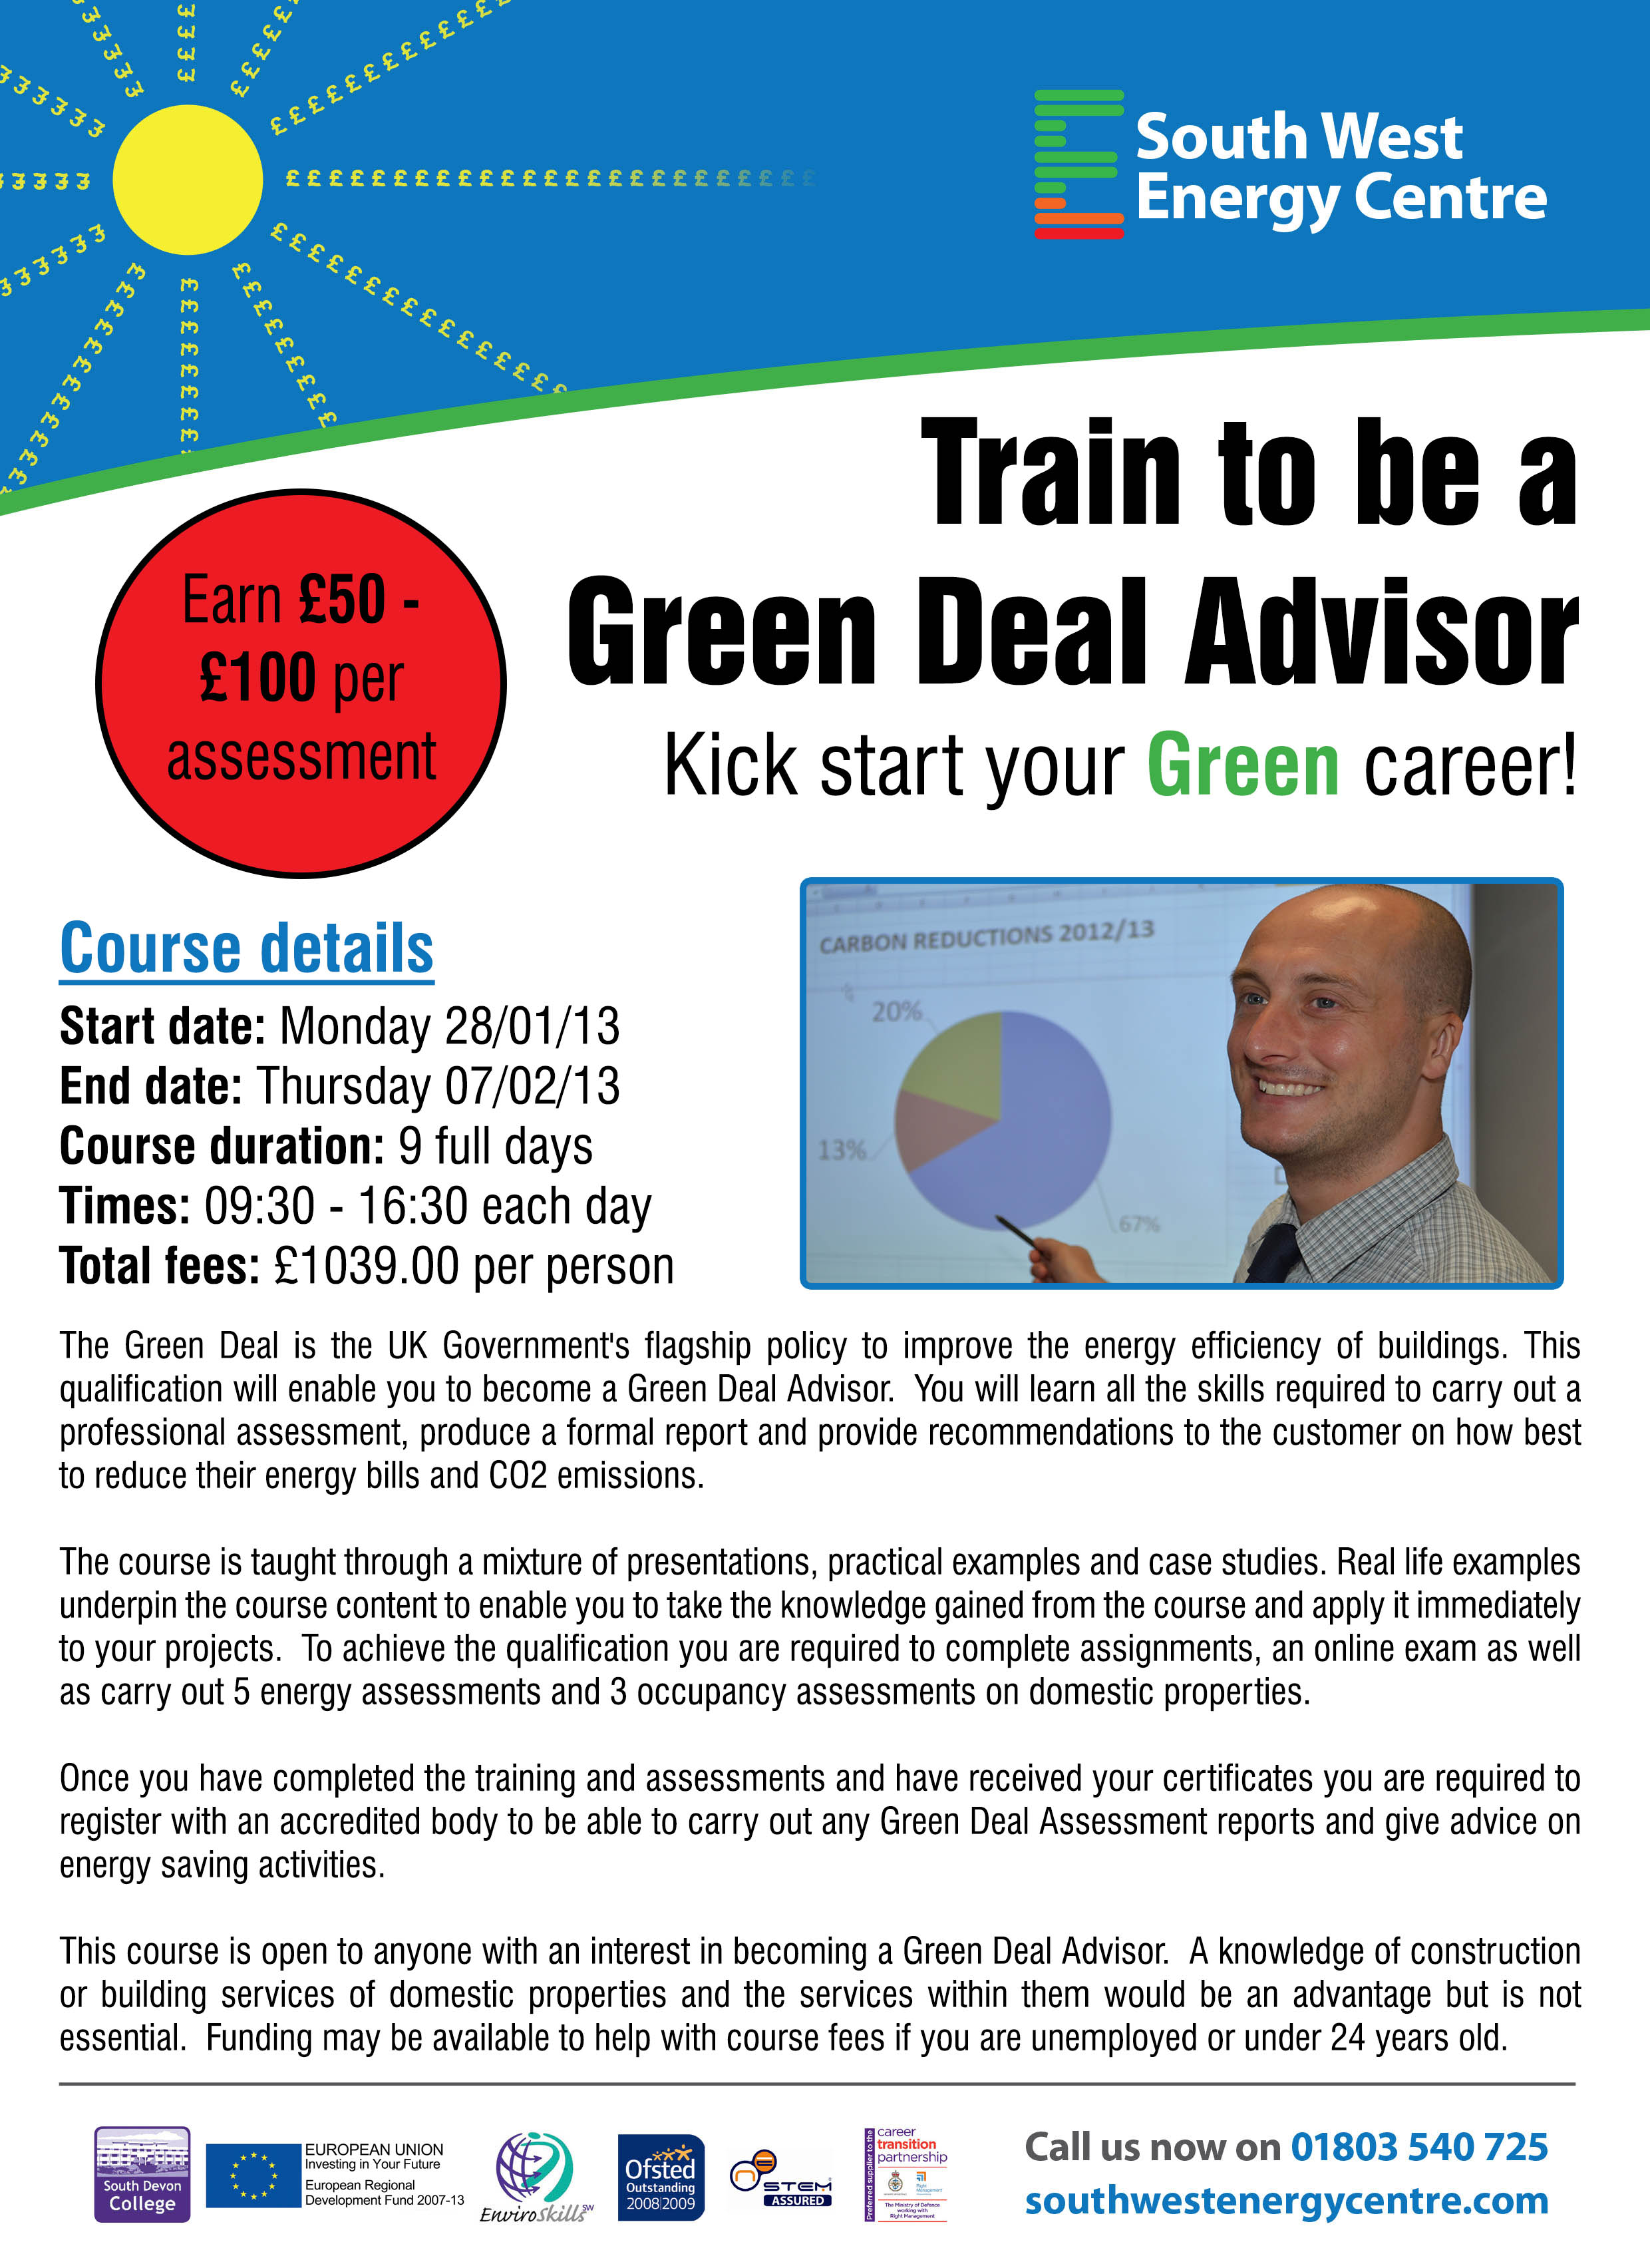 South West
Energy Centre
Train to be a
Green Deal Advisor
Kick start your Green career!
Earn £50 -
£100 per
assessment
Course details
Start date: Monday 28/01/13
End date: Thursday 07/02/13
Course duration: 9 full days
Times: 09:30 - 16:30 each day
Total fees: £1039.00 per person
CARBON REDUCTIONS 2012/13
20%
13%
67%
The Green Deal is the UK Government's flagship policy to improve the energy efficiency of buildings. This
qualification will enable you to become a Green Deal Advisor. You will learn all the skills required to carry out a
professional assessment, produce a formal report and provide recommendations to the customer on how best
to reduce their energy bills and CO2 emissions.
The course is taught through a mixture of presentations, practical examples and case studies. Real life examples
underpin the course content to enable you to take the knowledge gained from the course and apply it immediately
to your projects. To achieve the qualification you are required to complete assignments, an online exam as well
as carry out 5 energy assessments and 3 occupancy assessments on domestic properties.
Once you have completed the training and assessments and have received your certificates you are required to
register with an accredited body to be able to carry out any Green Deal Assessment reports and give advice on
energy saving activities.
This course is open to anyone with an interest in becoming a Green Deal Advisor. A knowledge of construction
or building services of domestic properties and the services within them would be an advantage but is not
essential. Funding may be available to help with course fees if you are unemployed or under 24 years old.
South Devon
College
EUROPEAN UNION
Investing in Your Future
European Regional
Development Fund 2007-13
EnviroSkills SW
Ofsted
Outstanding
2008|2009
STEM
ASSURED
Preferred supplier to the
career
transition
partnership
Right
Management
The Ministry of Defence
working with
Right Management
Call us now on 01803 540 725
southwestenergycentre.com